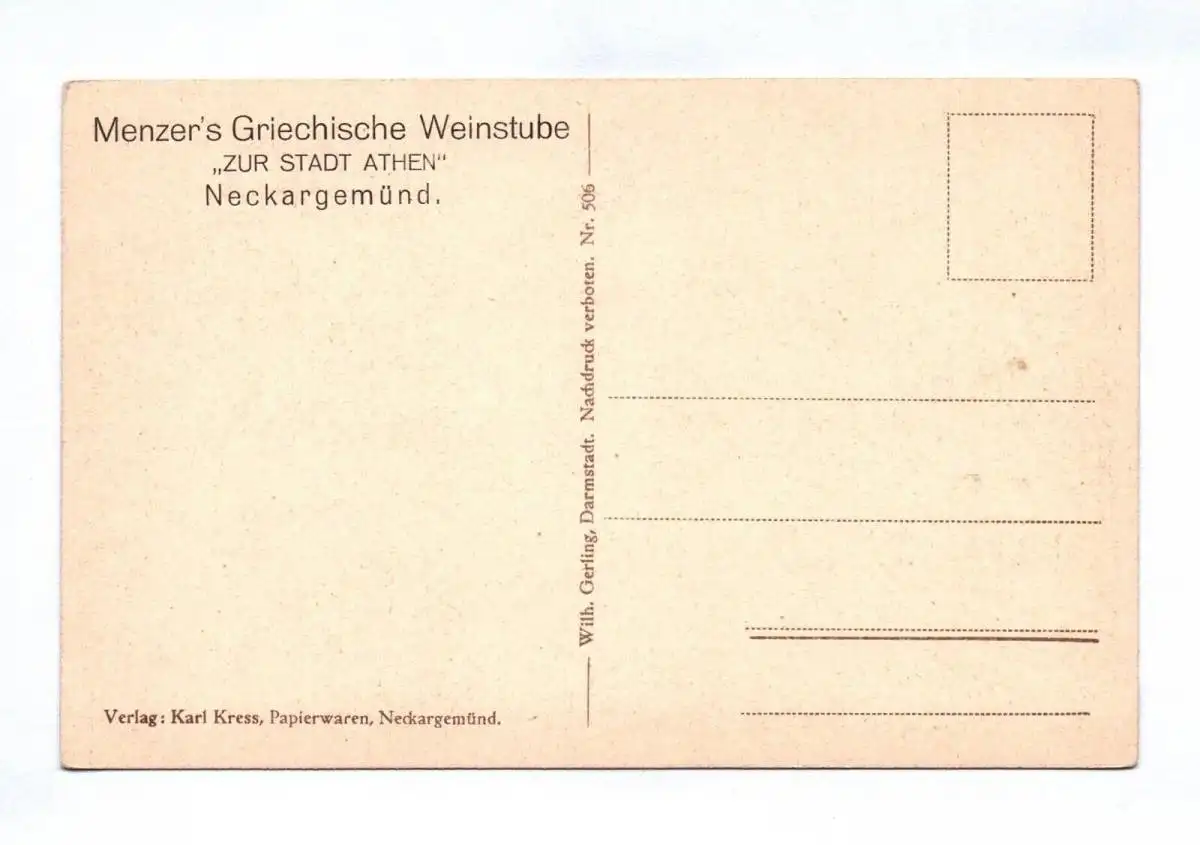 Menzer's Griechische Weinstube
„ZUR STADT ATHEN“
Neckargemünd.
Wilh. Gerling, Darmstadt. Nachdruck verboten. Nr. 506
Verlag: Karl Kress, Papierwaren, Neckargemünd.